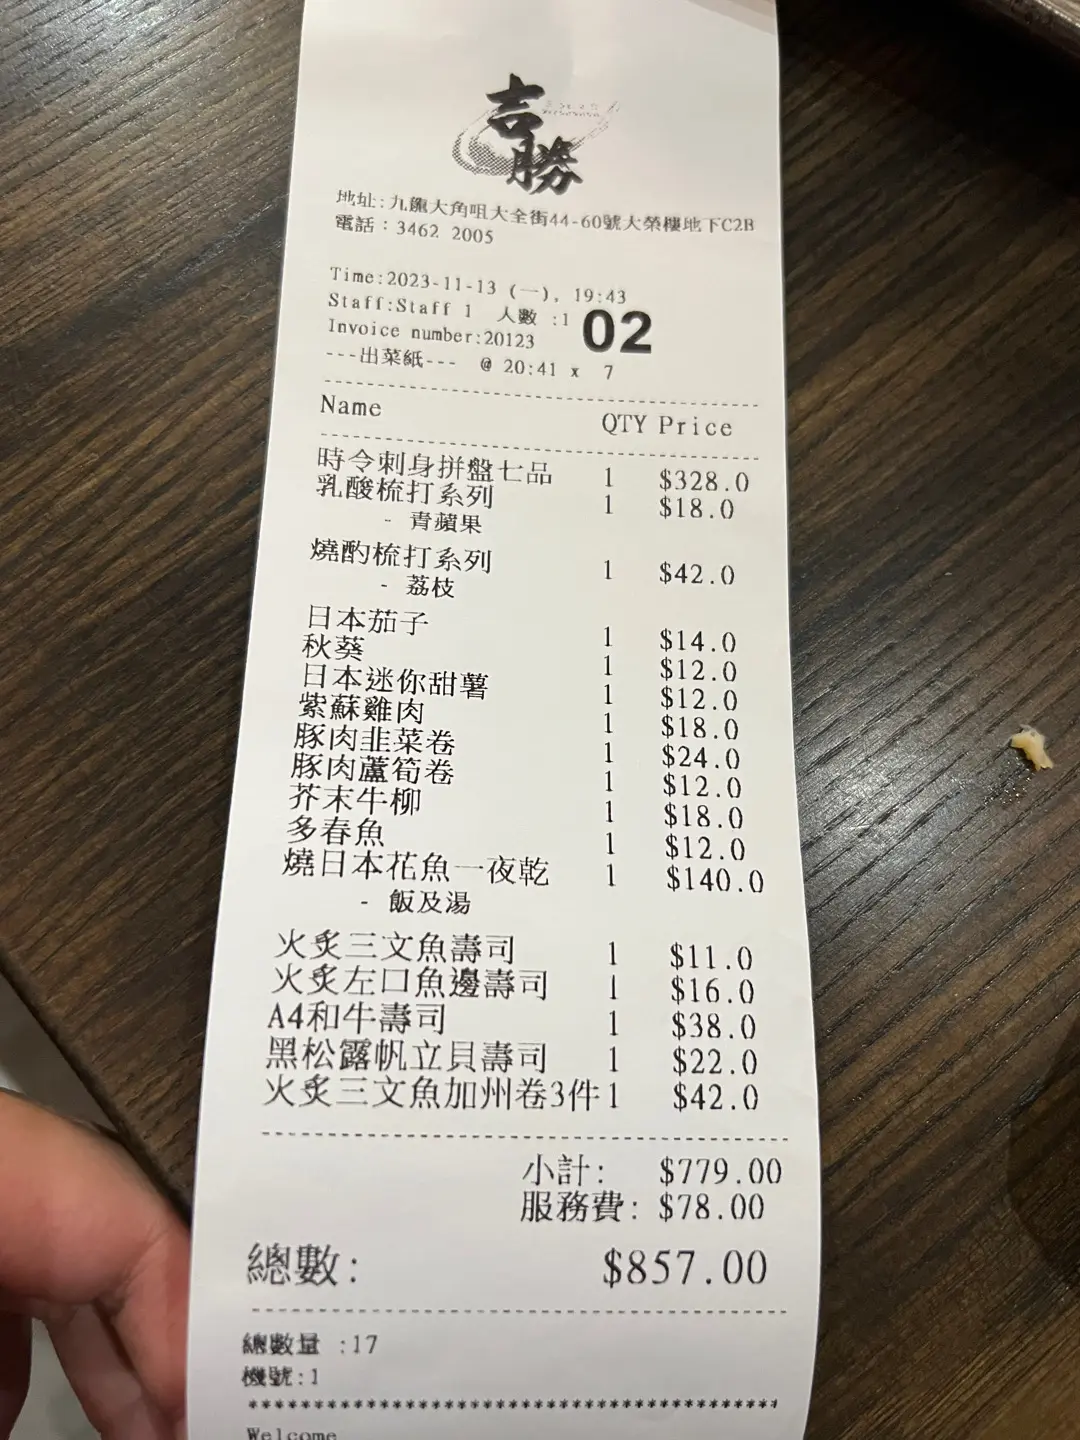 吉勝
地址:九龍大角咀大全街44-60號大榮樓地下C2B
電話：3462 2005
Time:2023-11-13 (一), 19:43
Staff:Staff 1 人數 :1 02
Invoice number:20123
---出菜紙--- @ 20:41 x 7
Name QTY Price
時令刺身拼盤七品 1 $328.0
乳酸梳打系列 1 $18.0
- 青蘋果
燒酌梳打系列 1 $42.0
- 荔枝
日本茄子 1 $14.0
秋葵 1 $12.0
日本迷你甜薯 1 $12.0
紫蘇雞肉 1 $18.0
豚肉韭菜卷 1 $24.0
豚肉蘆筍卷 1 $12.0
芥末牛柳 1 $18.0
多春魚 1 $12.0
燒日本花魚一夜乾 1 $140.0
- 飯及湯
火炙三文魚壽司 1 $11.0
火炙左口魚邊壽司 1 $16.0
A4和牛壽司 1 $38.0
黑松露帆立貝壽司 1 $22.0
火炙三文魚加州卷3件 1 $42.0
小計: $779.00
服務費: $78.00
總數: $857.00
總數量 :17
機號:1
****************************************
Welcome